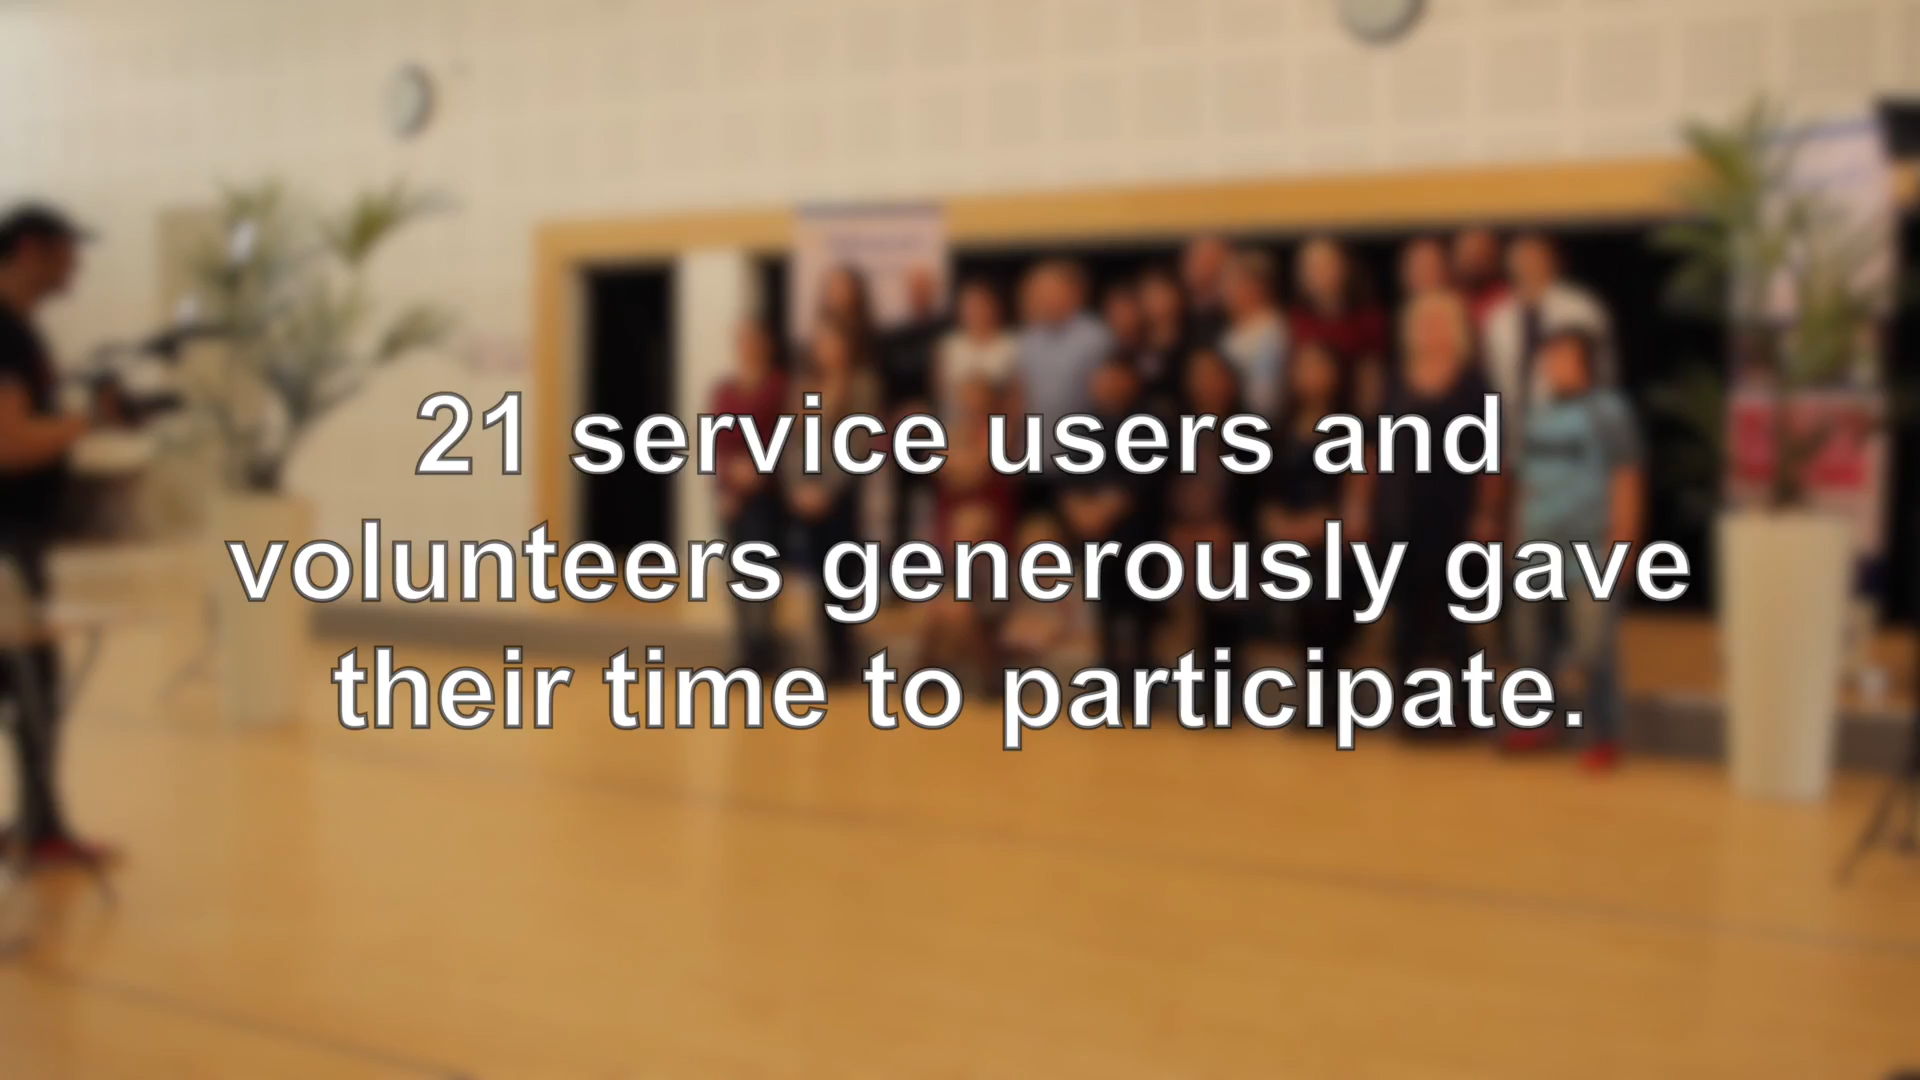 21 service users and
volunteers generously gave
their time to participate.